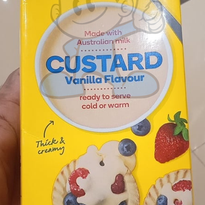 Made with
Australian milk
CUSTARD
Vanilla Flavour
ready to serve
cold or warm
Thick &
creamy